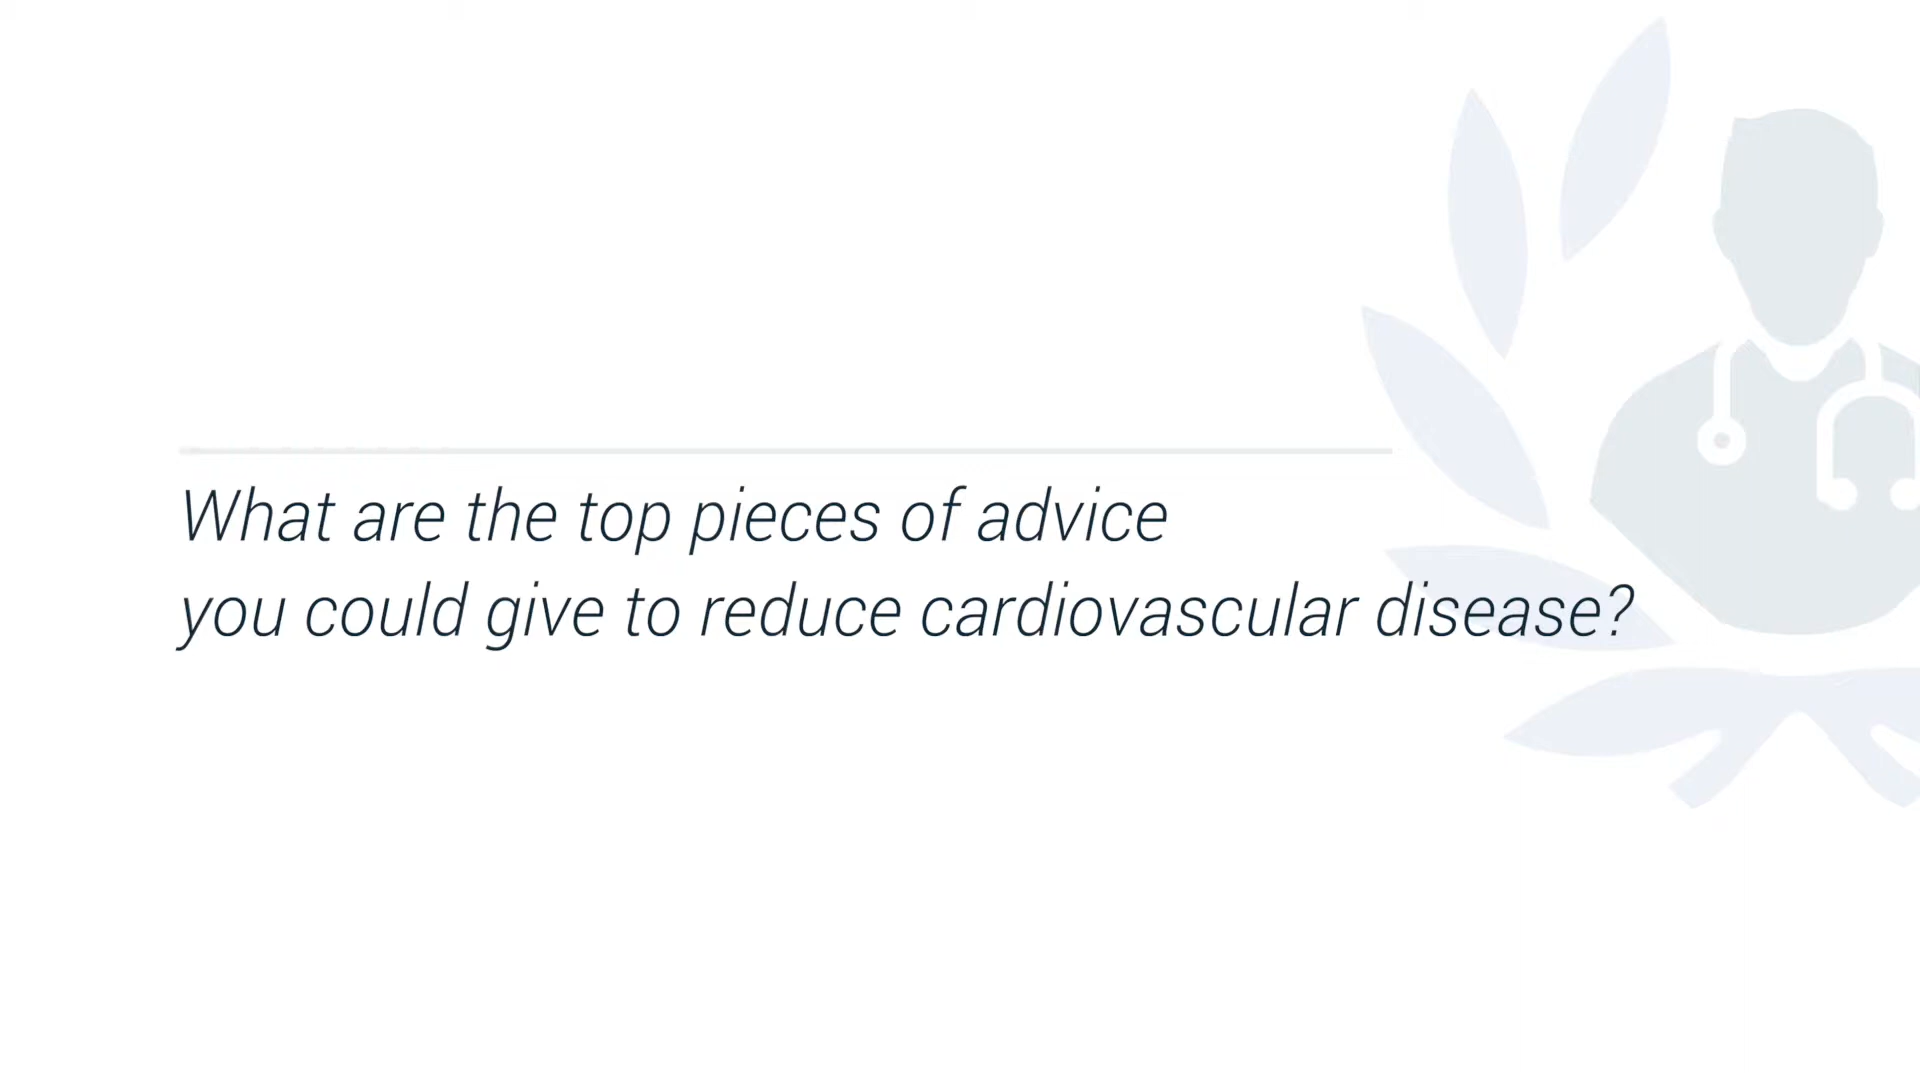 What are the top pieces of advice
you could give to reduce cardiovascular disease?